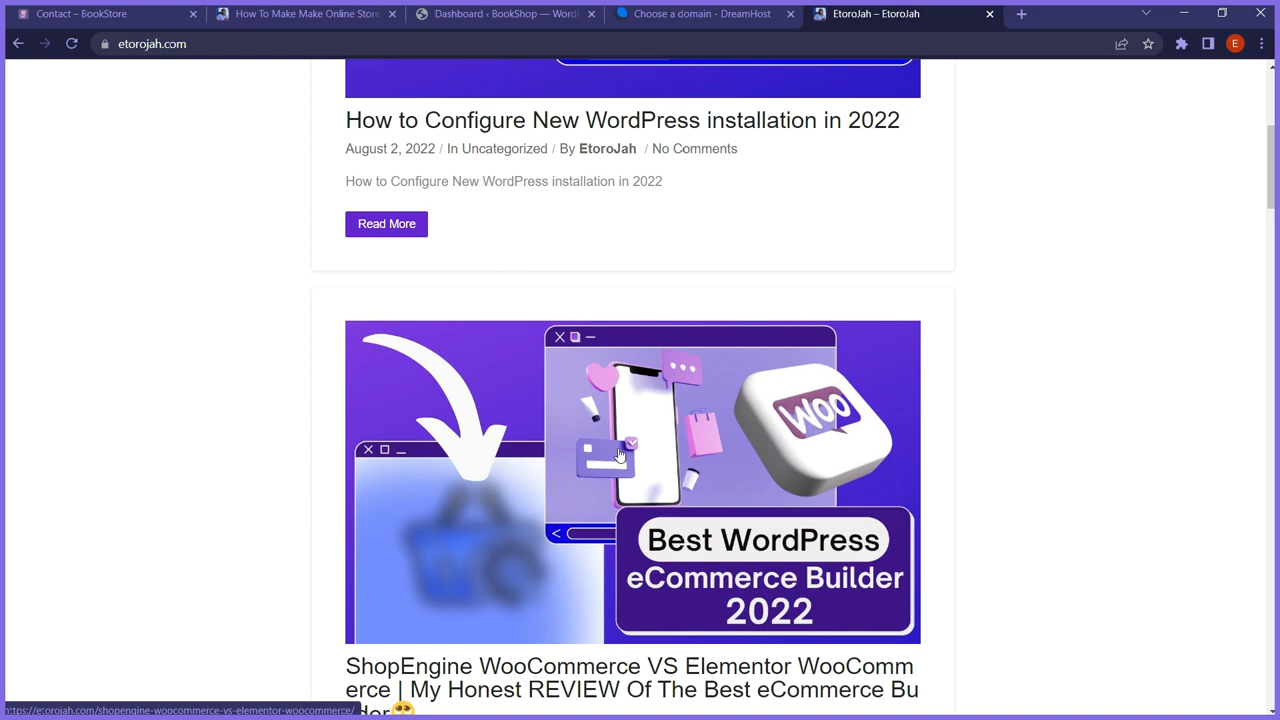 Contact – BookStore
How To Make Make Online Store
Dashboard ‹ BookShop — Word
Choose a domain - DreamHost
EtoroJah – EtoroJah
etorojah.com
E
How to Configure New WordPress installation in 2022
August 2, 2022 / In Uncategorized / By EtoroJah / No Comments
How to Configure New WordPress installation in 2022
Read More
Woo
Best WordPress
eCommerce Builder
2022
ShopEngine WooCommerce VS Elementor WooComm
erce | My Honest REVIEW Of The Best eCommerce Bu
ilder
https://etorojah.com/shopengine-woocommerce-vs-elementor-woocommerce/